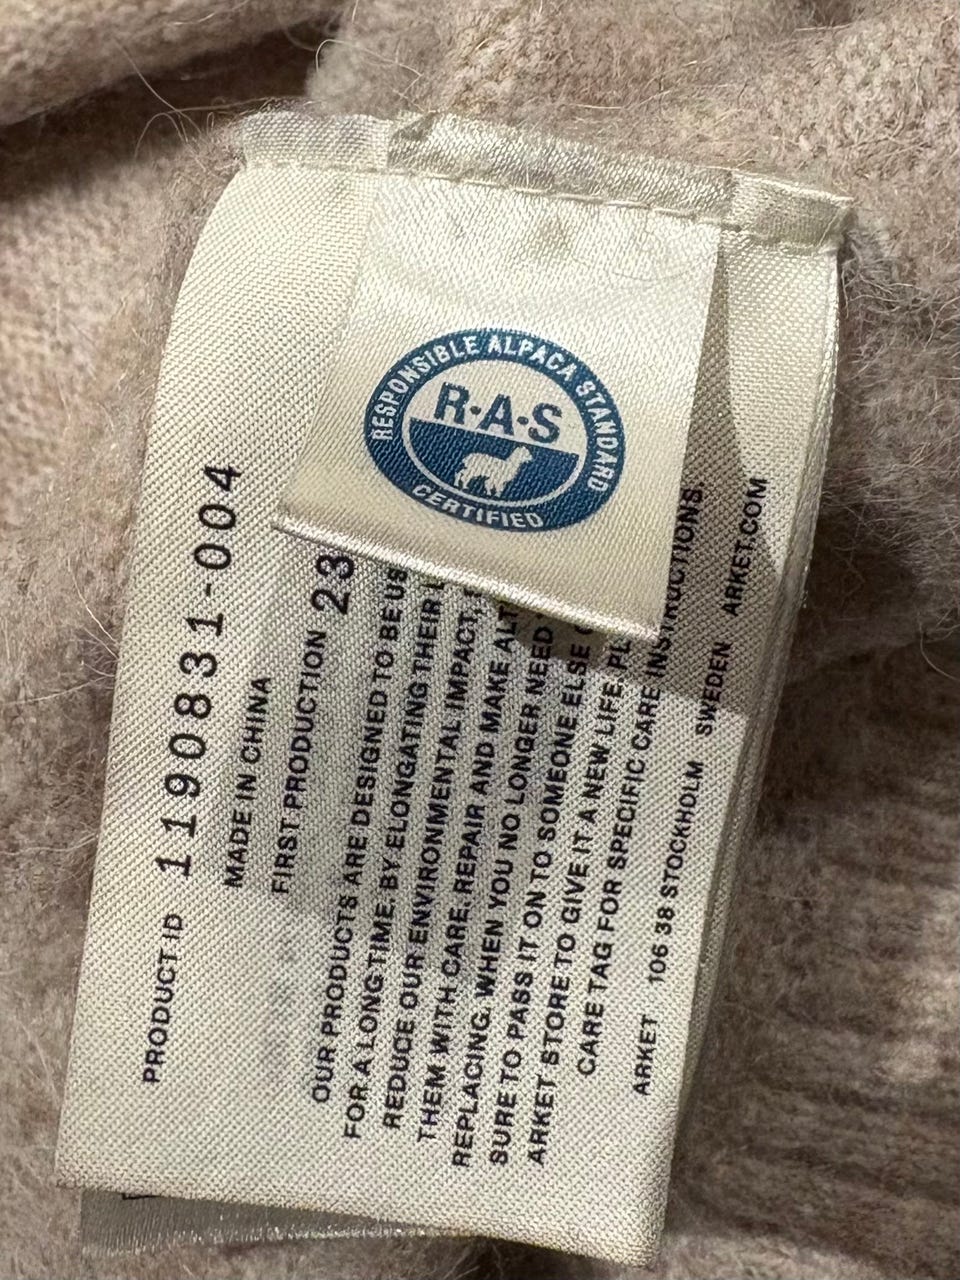 RESPONSIBLE ALPACA STANDARD
R·A·S
CERTIFIED
PRODUCT ID 1190831-004
MADE IN CHINA
FIRST PRODUCTION 23
OUR PRODUCTS ARE DESIGNED TO BE
FOR A LONG TIME. BY ELONGATING THEIR
REDUCE OUR ENVIRONMENTAL IMPACT,
THEM WITH CARE. REPAIR AND MAKE
REPLACING. WHEN YOU NO LONGER NEED
SURE TO PASS IT ON TO SOMEONE ELSE
ARKET STORE TO GIVE IT A NEW LIFE.
CARE TAG FOR SPECIFIC CARE INSTRUCTIONS.
ARKET 106 38 STOCKHOLM SWEDEN ARKET.COM